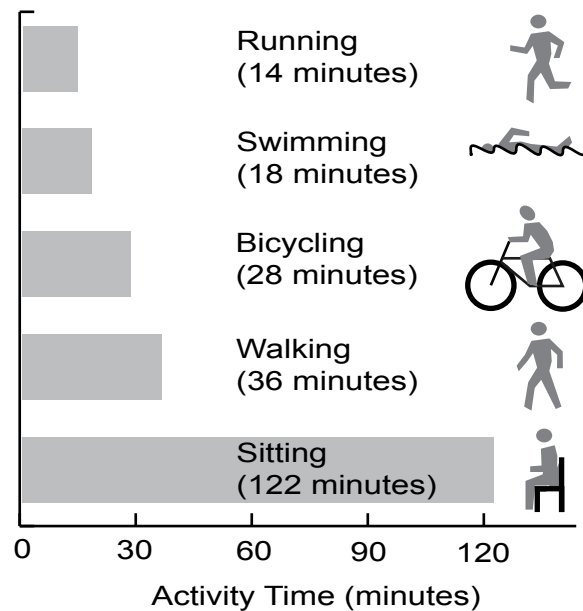 Running
(14 minutes)
Swimming
(18 minutes)
Bicycling
(28 minutes)
Walking
(36 minutes)
Sitting
(122 minutes)
0 30 60 90 120
Activity Time (minutes)